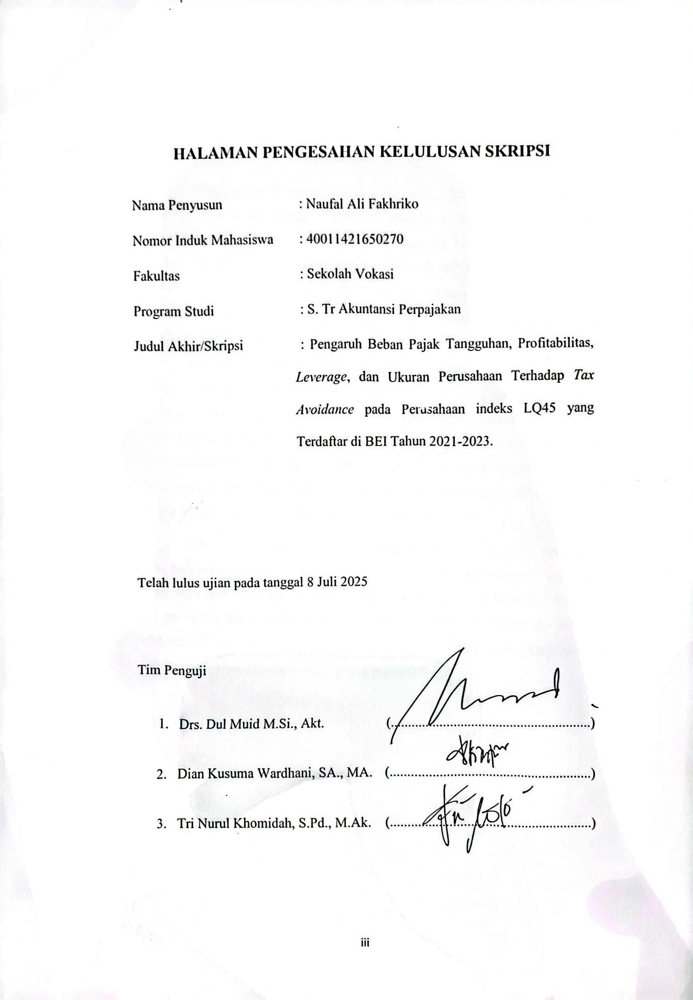 HALAMAN PENGESAHAN KELULUSAN SKRIPSI
Nama Penyusun : Naufal Ali Fakhriko
Nomor Induk Mahasiswa : 40011421650270
Fakultas : Sekolah Vokasi
Program Studi : S. Tr Akuntansi Perpajakan
Judul Akhir/Skripsi : Pengaruh Beban Pajak Tangguhan, Profitabilitas,
Leverage, dan Ukuran Perusahaan Terhadap Tax
Avoidance pada Perusahaan indeks LQ45 yang
Terdaftar di BEI Tahun 2021-2023.
Telah lulus ujian pada tanggal 8 Juli 2025
Tim Penguji
1. Drs. Dul Muid M.Si., Akt. (..........................................................)
2. Dian Kusuma Wardhani, SA., MA. (..........................................................)
3. Tri Nurul Khomidah, S.Pd., M.Ak. (..........................................................)
iii